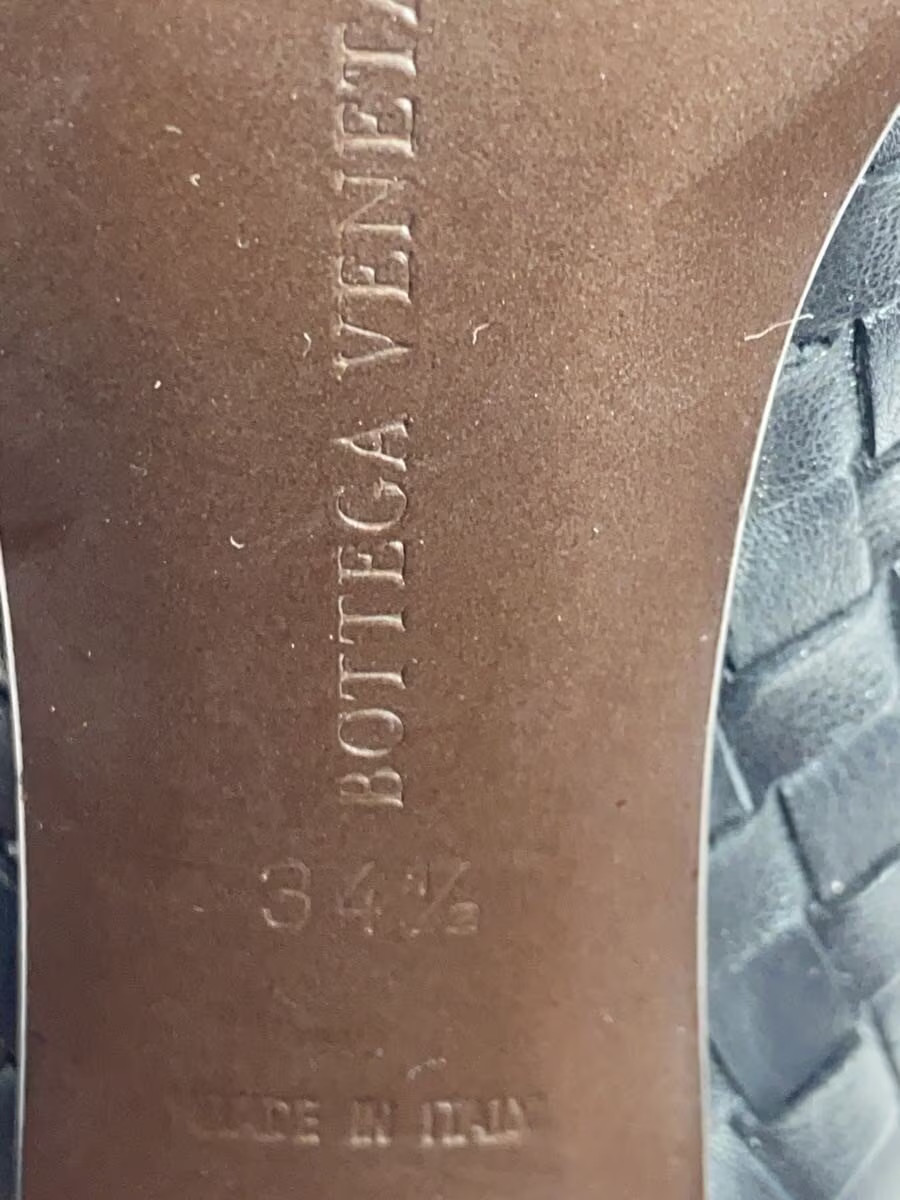 BOTTEGA VENETA
34½
MADE IN ITALY